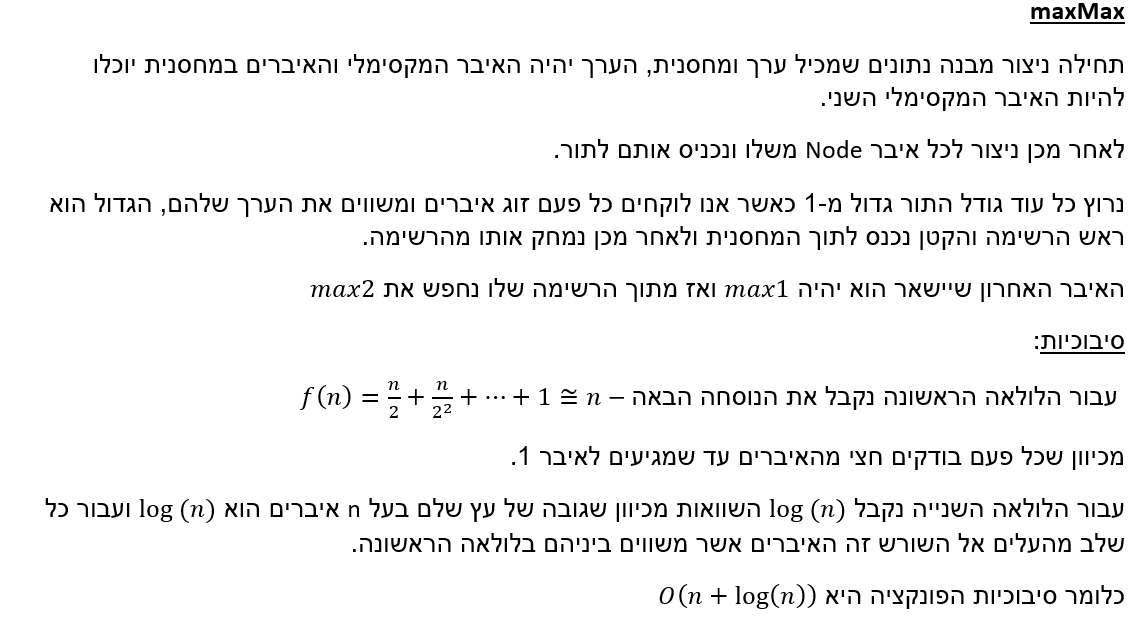 maxMax
תחילה ניצור מבנה נתונים שמכיל ערך ומחסנית, הערך יהיה האיבר המקסימלי והאיברים במחסנית יוכלו
להיות האיבר המקסימלי השני.
לאחר מכן ניצור לכל איבר Node משלו ונכניס אותם לתור.
נרוץ כל עוד גודל התור גדול מ-1 כאשר אנו לוקחים כל פעם זוג איברים ומשווים את הערך שלהם, הגדול הוא
ראש הרשימה והקטן נכנס לתוך המחסנית ולאחר מכן נמחק אותו מהרשימה.
האיבר האחרון שיישאר הוא יהיה max1 ואז מתוך הרשימה שלו נחפש את max2
סיבוכיות:
עבור הלולאה הראשונה נקבל את הנוסחה הבאה – f(n) = n/2 + n/2² + ⋯ + 1 ≅ n
מכיוון שכל פעם בודקים חצי מהאיברים עד שמגיעים לאיבר 1.
עבור הלולאה השנייה נקבל log (n) השוואות מכיוון שגובה של עץ שלם בעל n איברים הוא log (n) ועבור כל
שלב מהעלים אל השורש זה האיברים אשר משווים ביניהם בלולאה הראשונה.
כלומר סיבוכיות הפונקציה היא O(n + log(n))